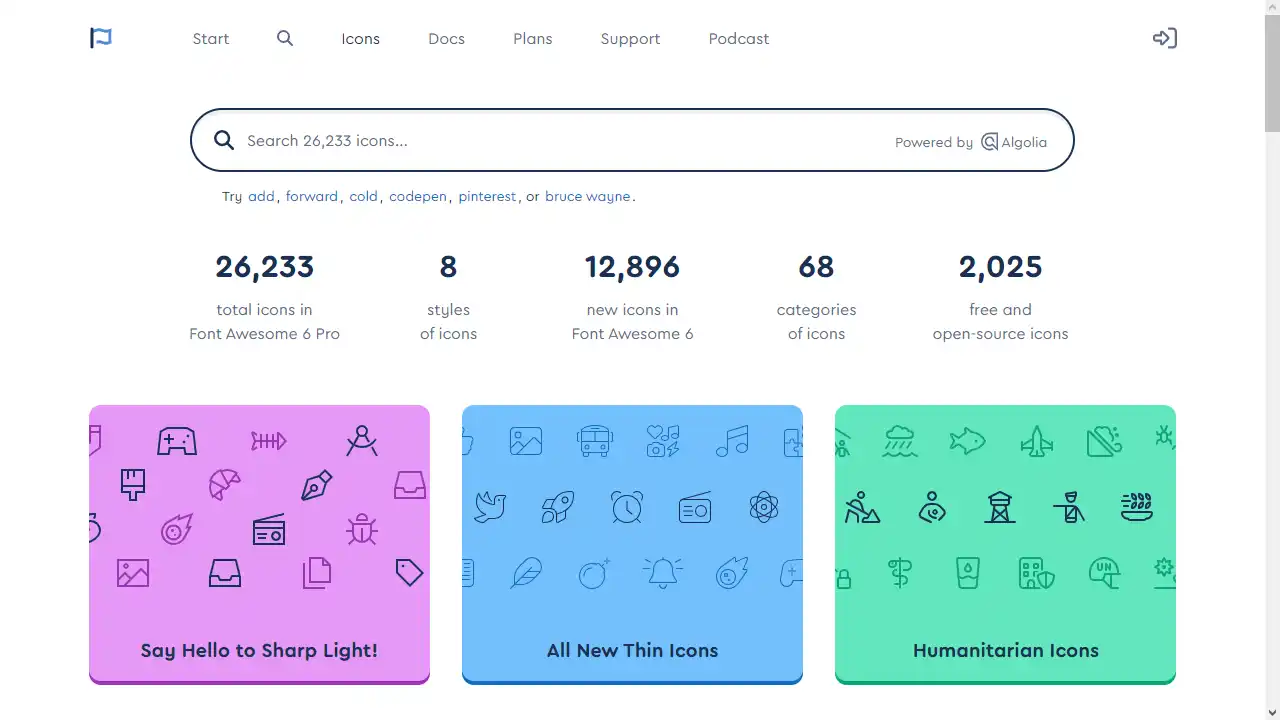 Start Icons Docs Plans Support Podcast
Search 26,233 icons... Powered by Algolia
Try add, forward, cold, codepen, pinterest, or bruce wayne.
26,233 8 12,896 68 2,025
total icons in styles new icons in categories free and
Font Awesome 6 Pro of icons Font Awesome 6 of icons open-source icons
UN
Say Hello to Sharp Light! All New Thin Icons Humanitarian Icons